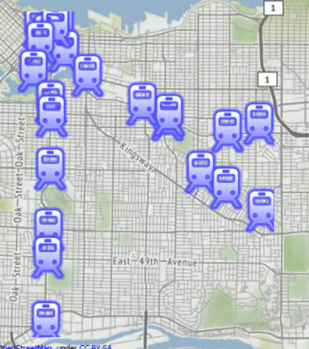 1
1
Oak-Street-Oak-Street
Kingsway
Oak-Street
East-49th-Avenue
OpenStreetMap, under CC BY SA